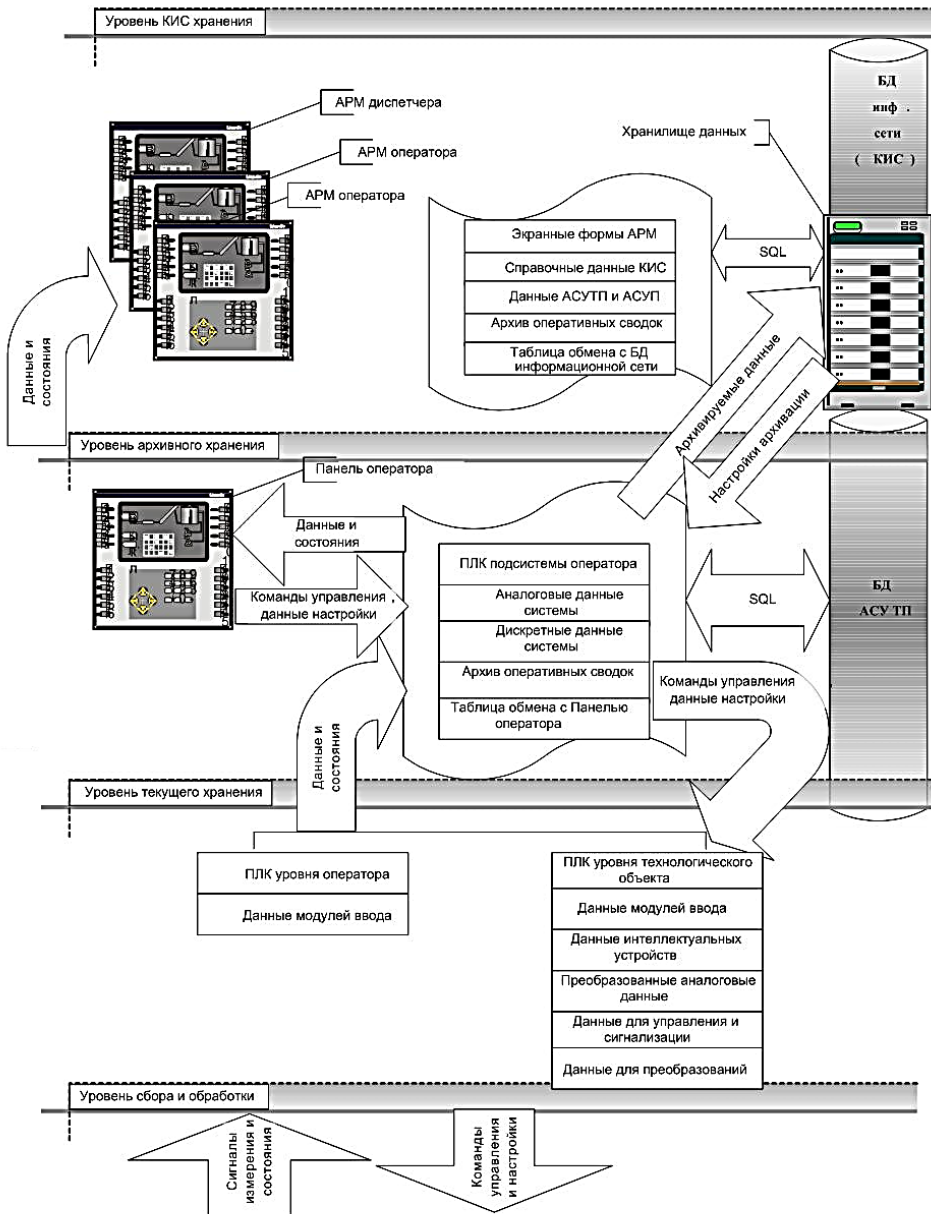 Уровень КИС хранения
БД
инф .
сети
( КИС )
АРМ диспетчера
АРМ оператора
АРМ оператора
Хранилище данных
Экранные формы АРМ
Справочные данные КИС
Данные АСУТП и АСУП
Архив оперативных сводок
Таблица обмена с БД
информационной сети
SQL
Данные и
состояния
Архивируемые данные
Настройки архивации
Уровень архивного хранения
Панель оператора
Данные и
состояния
Команды управления ,
данные настройки
ПЛК подсистемы оператора
Аналоговые данные
системы
Дискретные данные
системы
Архив оперативных сводок
Таблица обмена с Панелью
оператора
SQL
БД
АСУ ТП
Команды управления
данные настройки
Данные и
состояния
Уровень текущего хранения
ПЛК уровня оператора
Данные модулей ввода
ПЛК уровня технологического
объекта
Данные модулей ввода
Данные интеллектуальных
устройств
Преобразованные аналоговые
данные
Данные для управления и
сигнализации
Данные для преобразований
Уровень сбора и обработки
Сигналы
измерения и
состояния
Команды
управления
и настройки